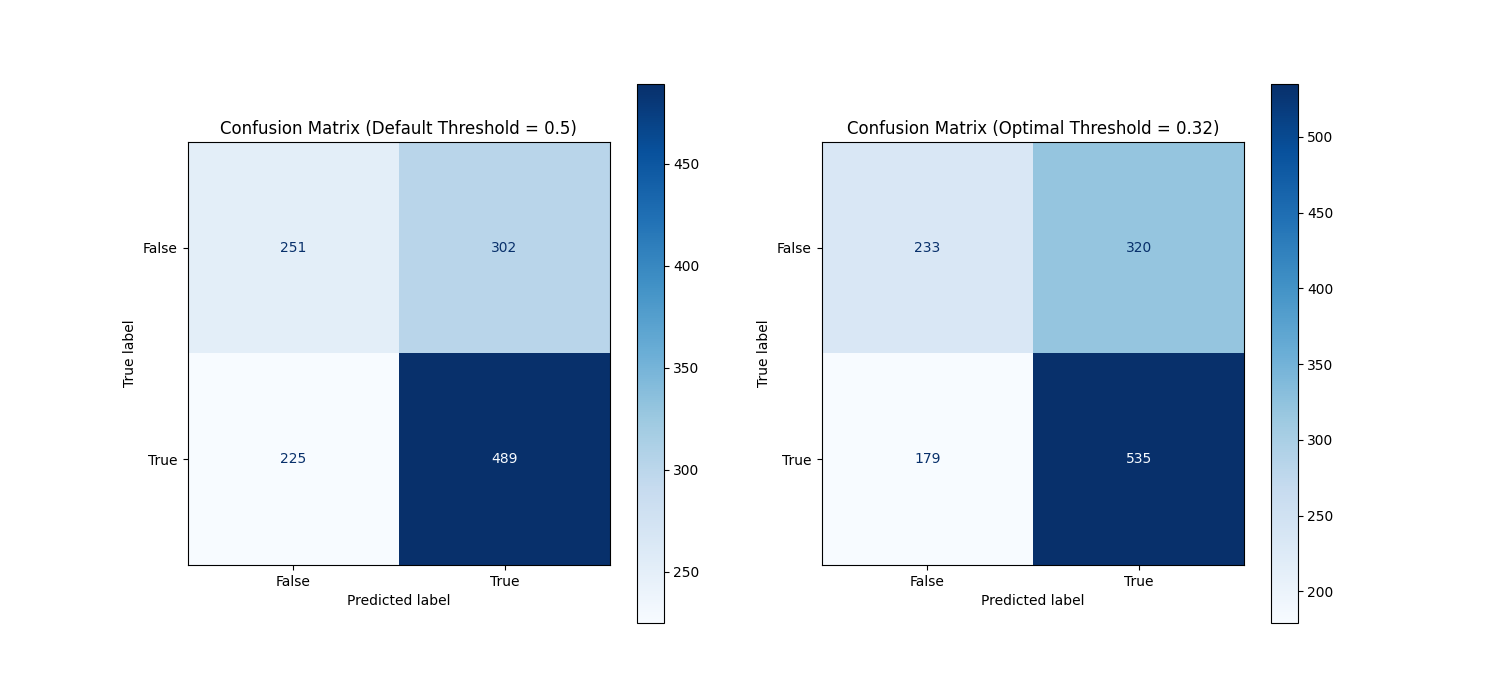 Confusion Matrix (Default Threshold = 0.5)
False
True
True label
251
302
225
489
False
True
Predicted label
450
400
350
300
250
Confusion Matrix (Optimal Threshold = 0.32)
False
True
True label
233
320
179
535
False
True
Predicted label
500
450
400
350
300
250
200